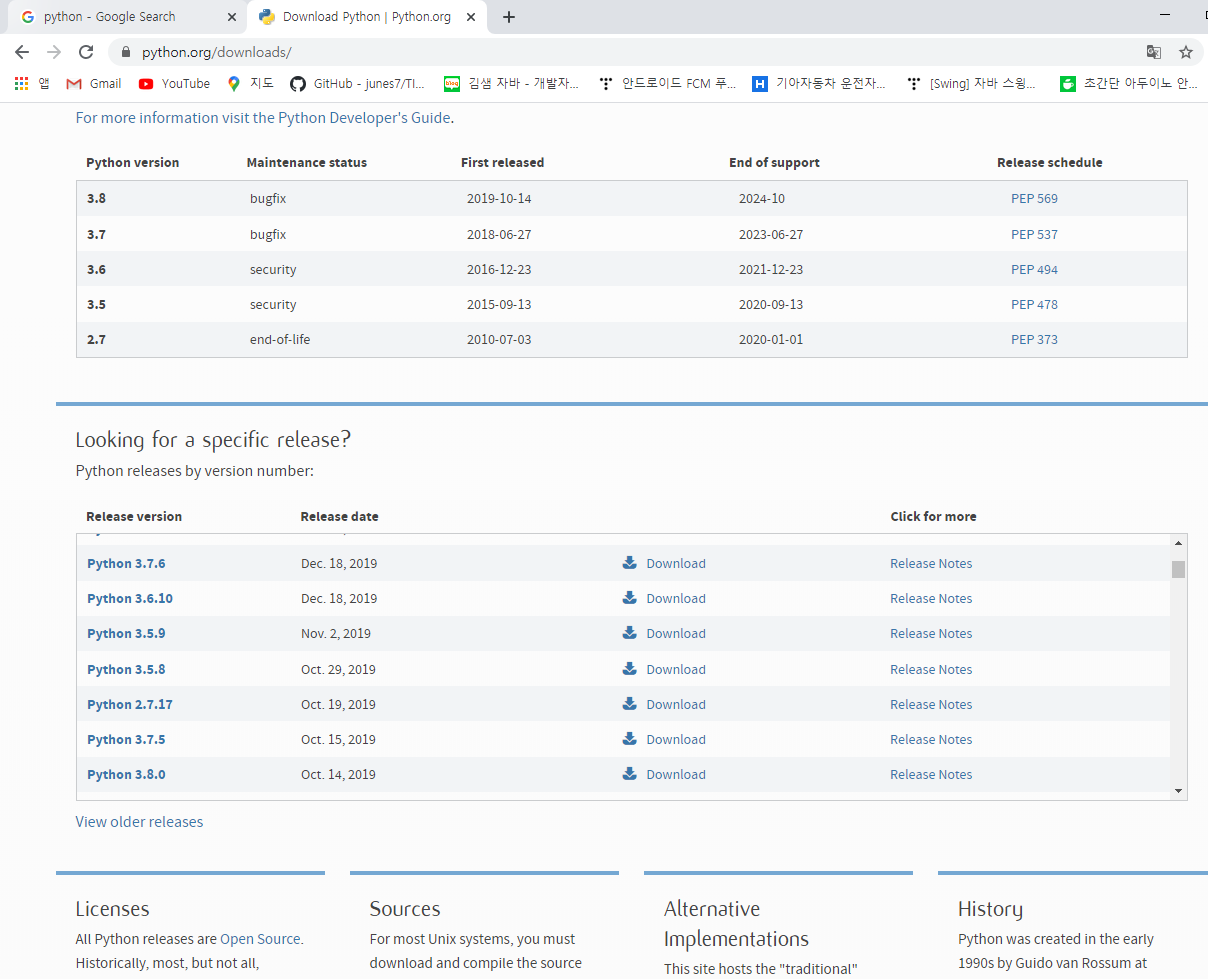 python - Google Search
Download Python | Python.org
python.org/downloads/
앱 Gmail YouTube 지도 GitHub - junes7/TI... blog 김샘 자바 - 개발자... 안드로이드 FCM 푸... H 기아자동차 운전자... [Swing] 자바 스윙... 초간단 아두이노 안...
For more information visit the Python Developer's Guide.
Python version Maintenance status First released End of support Release schedule
3.8 bugfix 2019-10-14 2024-10 PEP 569
3.7 bugfix 2018-06-27 2023-06-27 PEP 537
3.6 security 2016-12-23 2021-12-23 PEP 494
3.5 security 2015-09-13 2020-09-13 PEP 478
2.7 end-of-life 2010-07-03 2020-01-01 PEP 373
Looking for a specific release?
Python releases by version number:
Release version Release date Click for more
Python 3.7.6 Dec. 18, 2019 Download Release Notes
Python 3.6.10 Dec. 18, 2019 Download Release Notes
Python 3.5.9 Nov. 2, 2019 Download Release Notes
Python 3.5.8 Oct. 29, 2019 Download Release Notes
Python 2.7.17 Oct. 19, 2019 Download Release Notes
Python 3.7.5 Oct. 15, 2019 Download Release Notes
Python 3.8.0 Oct. 14, 2019 Download Release Notes
View older releases
Licenses
All Python releases are Open Source.
Historically, most, but not all,
Sources
For most Unix systems, you must
download and compile the source
Alternative
Implementations
This site hosts the "traditional"
History
Python was created in the early
1990s by Guido van Rossum at